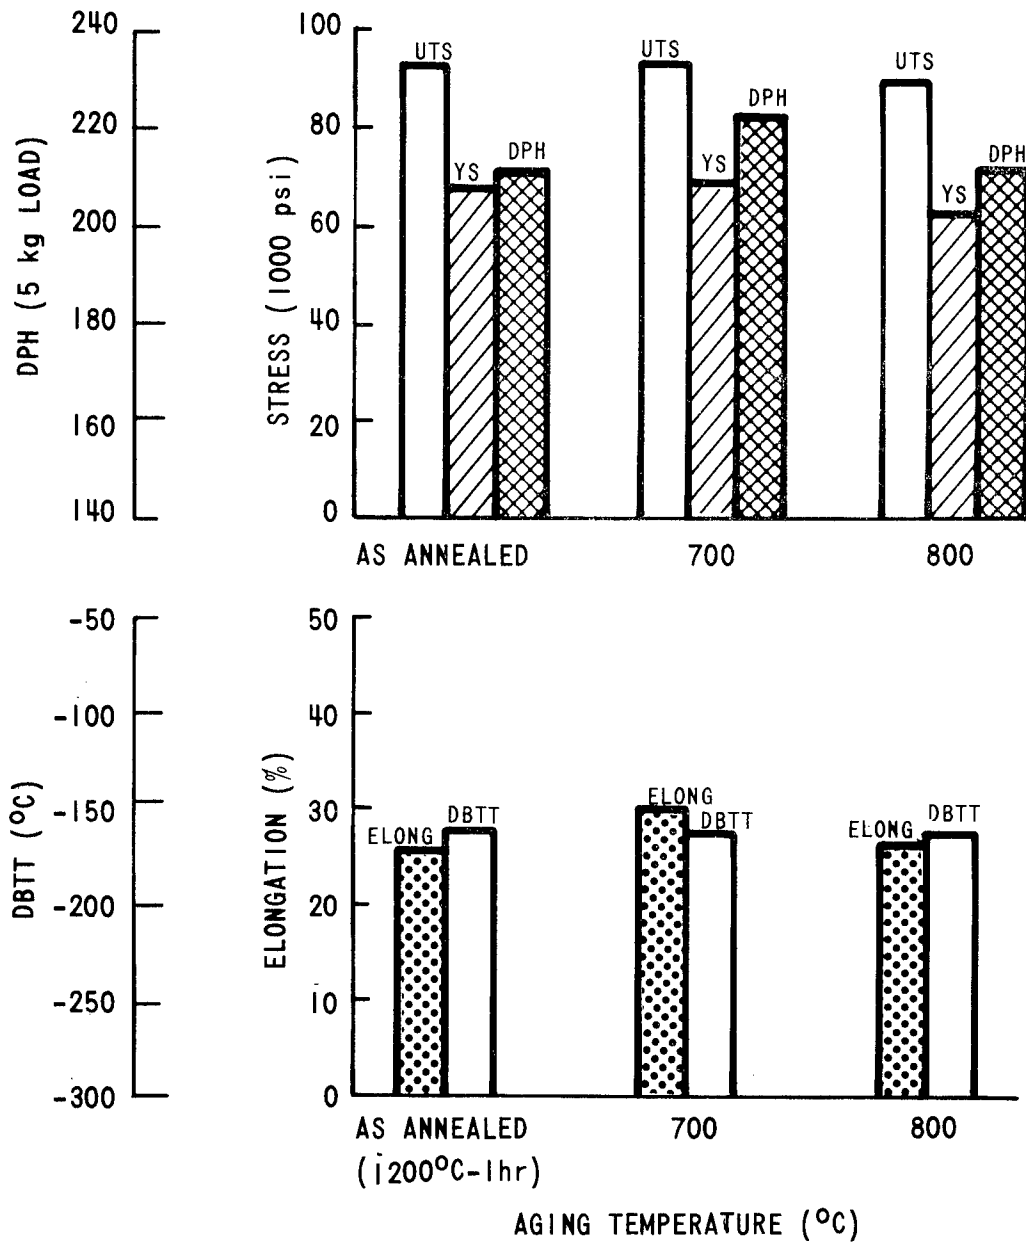 DPH (5 kg LOAD)
240
220
200
180
160
140
STRESS (1000 psi)
100
80
60
40
20
0
UTS
YS
DPH
UTS
YS
DPH
UTS
YS
DPH
AS ANNEALED
700
800
DBTT (°C)
-50
-100
-150
-200
-250
-300
ELONGATION (%)
50
40
30
20
10
0
ELONG
DBTT
ELONG
DBTT
ELONG
DBTT
AS ANNEALED
(1200°C-1hr)
700
800
AGING TEMPERATURE (°C)